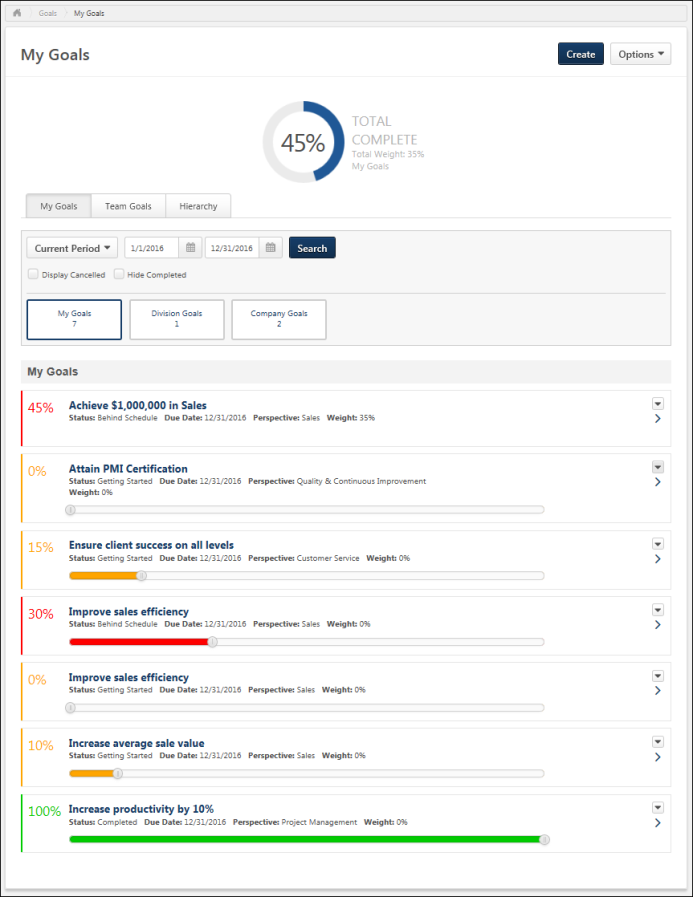 Goals My Goals
My Goals
Create Options
45%
TOTAL
COMPLETE
Total Weight: 35%
My Goals
My Goals Team Goals Hierarchy
Current Period 1/1/2016 12/31/2016 Search
Display Cancelled Hide Completed
My Goals Division Goals Company Goals
7 1 2
My Goals
45% Achieve $1,000,000 in Sales
Status: Behind Schedule Due Date: 12/31/2016 Perspective: Sales Weight: 35%
0% Attain PMI Certification
Status: Getting Started Due Date: 12/31/2016 Perspective: Quality & Continuous Improvement
Weight: 0%
15% Ensure client success on all levels
Status: Getting Started Due Date: 12/31/2016 Perspective: Customer Service Weight: 0%
30% Improve sales efficiency
Status: Behind Schedule Due Date: 12/31/2016 Perspective: Sales Weight: 0%
0% Improve sales efficiency
Status: Getting Started Due Date: 12/31/2016 Perspective: Sales Weight: 0%
10% Increase average sale value
Status: Getting Started Due Date: 12/31/2016 Perspective: Sales Weight: 0%
100% Increase productivity by 10%
Status: Completed Due Date: 12/31/2016 Perspective: Project Management Weight: 0%